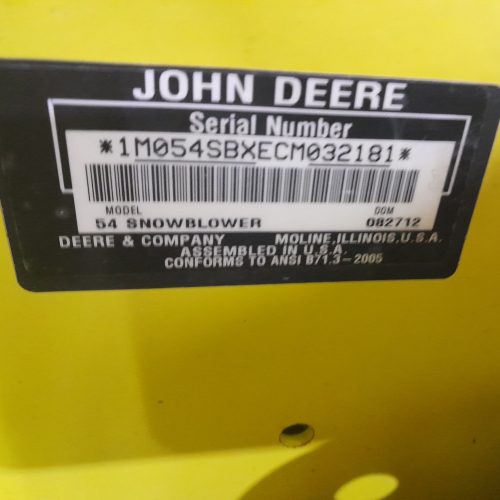 JOHN DEERE
Serial Number
*1M054SBXECM032181*
MODEL DOM
54 SNOWBLOWER 082712
DEERE & COMPANY MOLINE, ILLINOIS, U.S.A.
ASSEMBLED IN U.S.A.
CONFORMS TO ANSI B71.3-2005